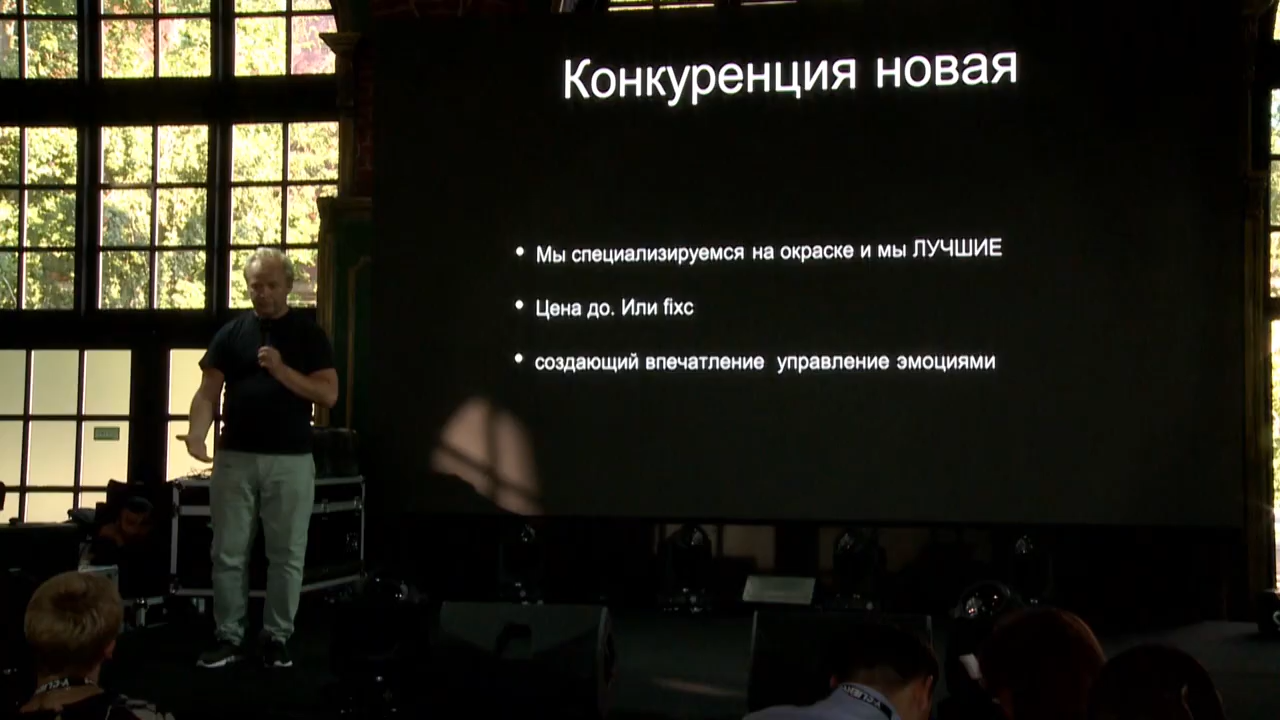 Конкуренция новая
• Мы специализируемся на окраске и мы ЛУЧШИЕ
• Цена до. Или fixc
• создающий впечатление управление эмоциями